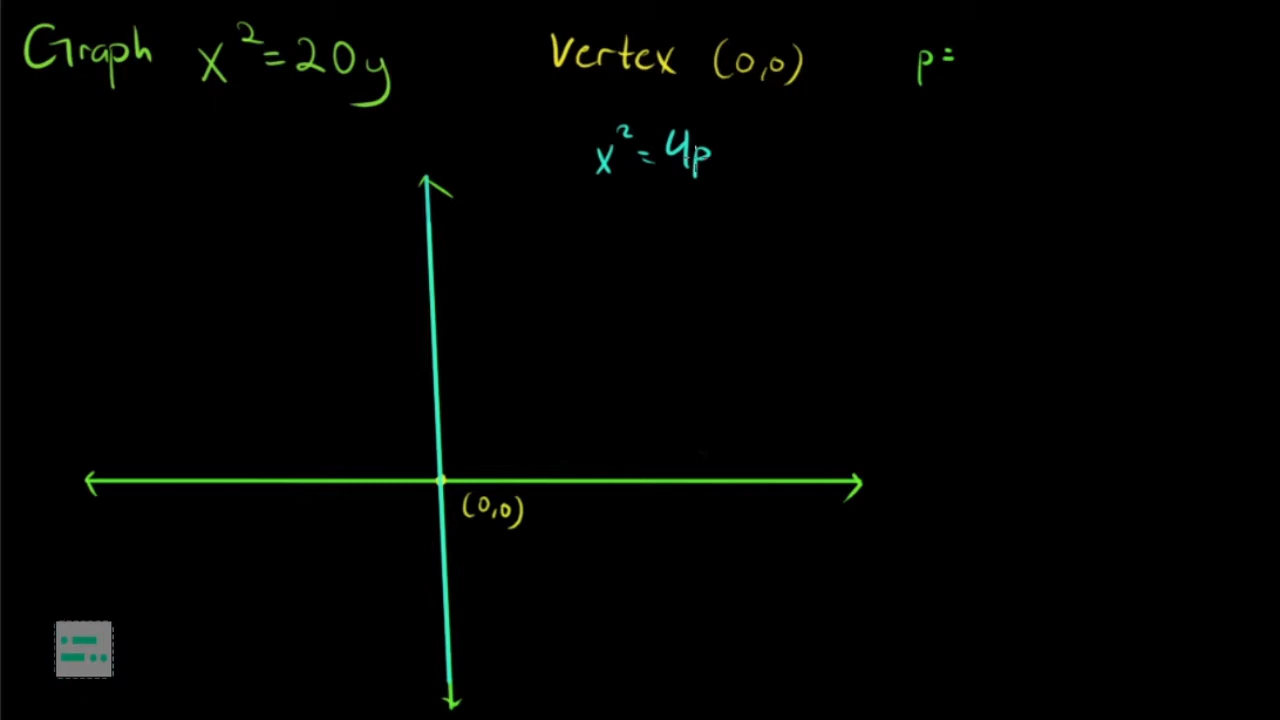 Graph x²=20y Vertex (0,0) p=
x²=4p
(0,0)